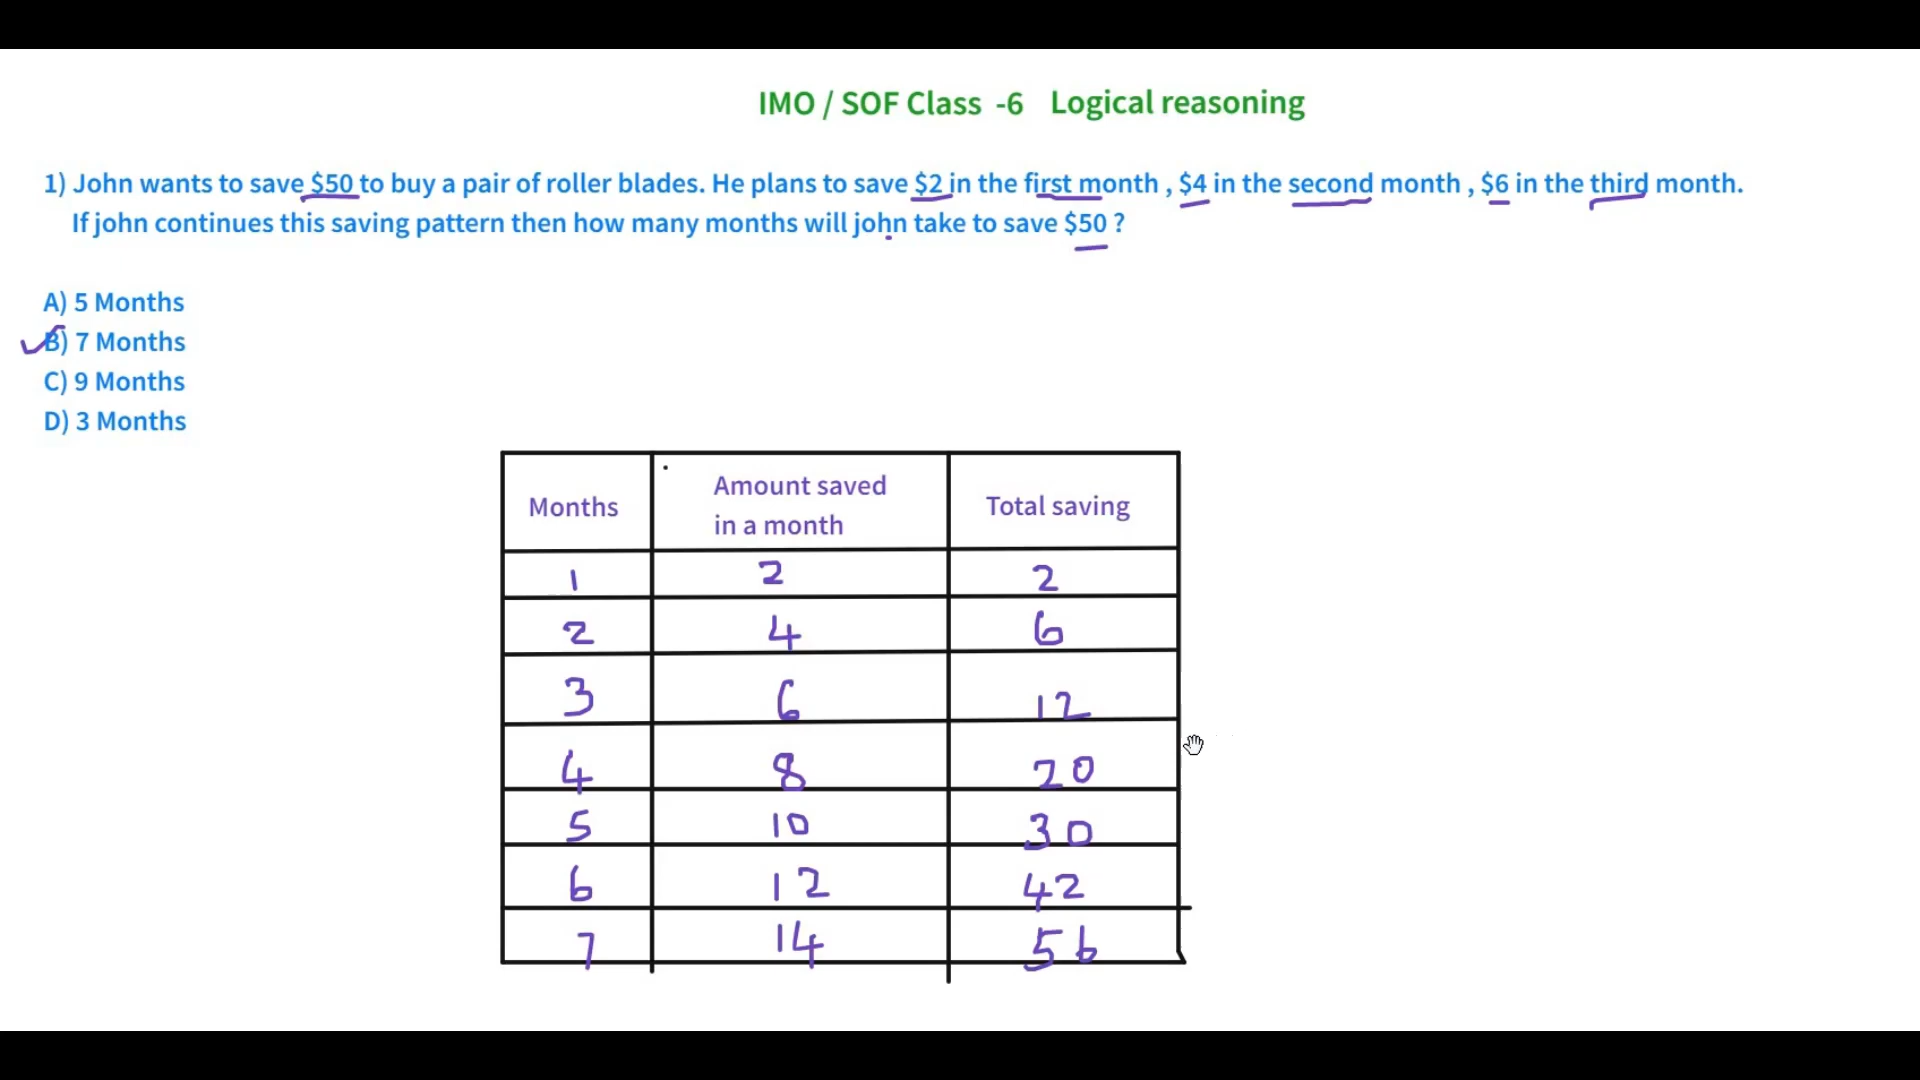 IMO / SOF Class -6 Logical reasoning
1) John wants to save $50 to buy a pair of roller blades. He plans to save $2 in the first month , $4 in the second month , $6 in the third month.
If john continues this saving pattern then how many months will john take to save $50 ?
A) 5 Months
B) 7 Months
C) 9 Months
D) 3 Months
Months Amount saved in a month Total saving
1 2 2
2 4 6
3 6 12
4 8 20
5 10 30
6 12 42
7 14 56